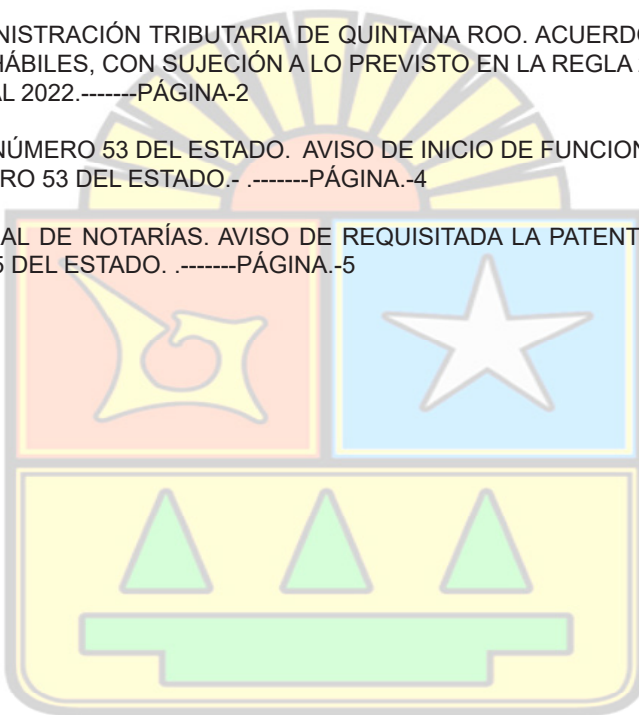 NISTRACIÓN TRIBUTARIA DE QUINTANA ROO. ACUERDO
HÁBILES, CON SUJECIÓN A LO PREVISTO EN LA REGLA
AL 2022.-------PÁGINA-2
NÚMERO 53 DEL ESTADO. AVISO DE INICIO DE FUNCION
RO 53 DEL ESTADO.- .-------PÁGINA.-4
AL DE NOTARÍAS. AVISO DE REQUISITADA LA PATENT
5 DEL ESTADO. .-------PÁGINA.-5